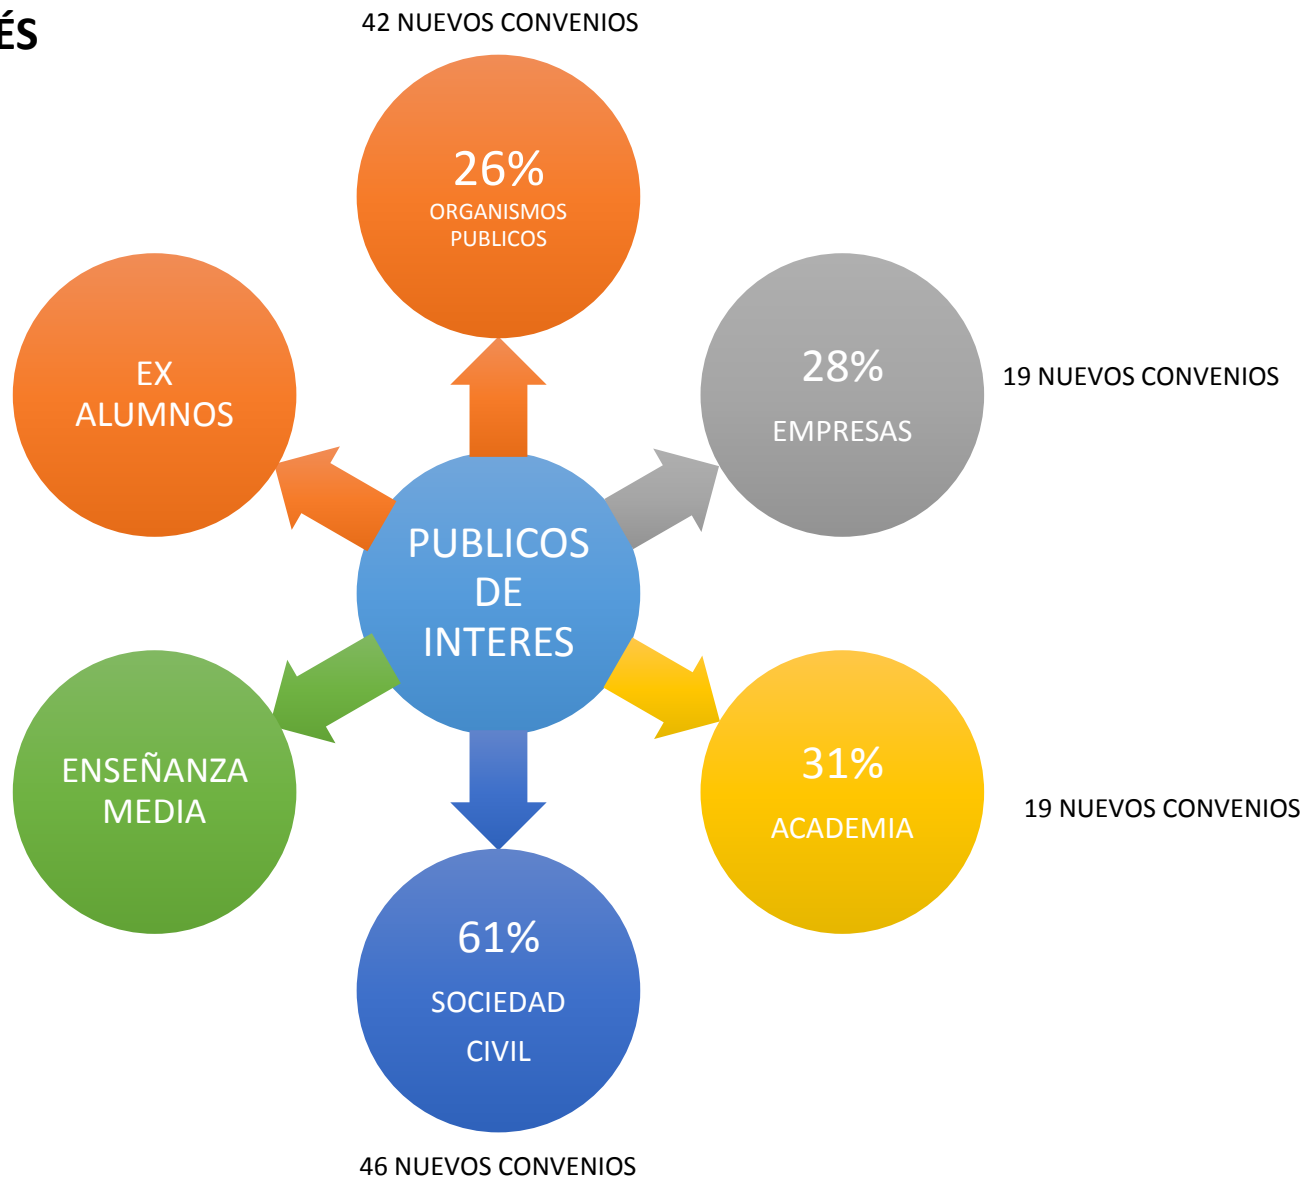 ÉS
42 NUEVOS CONVENIOS
26%
ORGANISMOS
PUBLICOS
EX
ALUMNOS
28%
EMPRESAS
19 NUEVOS CONVENIOS
PUBLICOS
DE
INTERES
ENSEÑANZA
MEDIA
31%
ACADEMIA
19 NUEVOS CONVENIOS
61%
SOCIEDAD
CIVIL
46 NUEVOS CONVENIOS